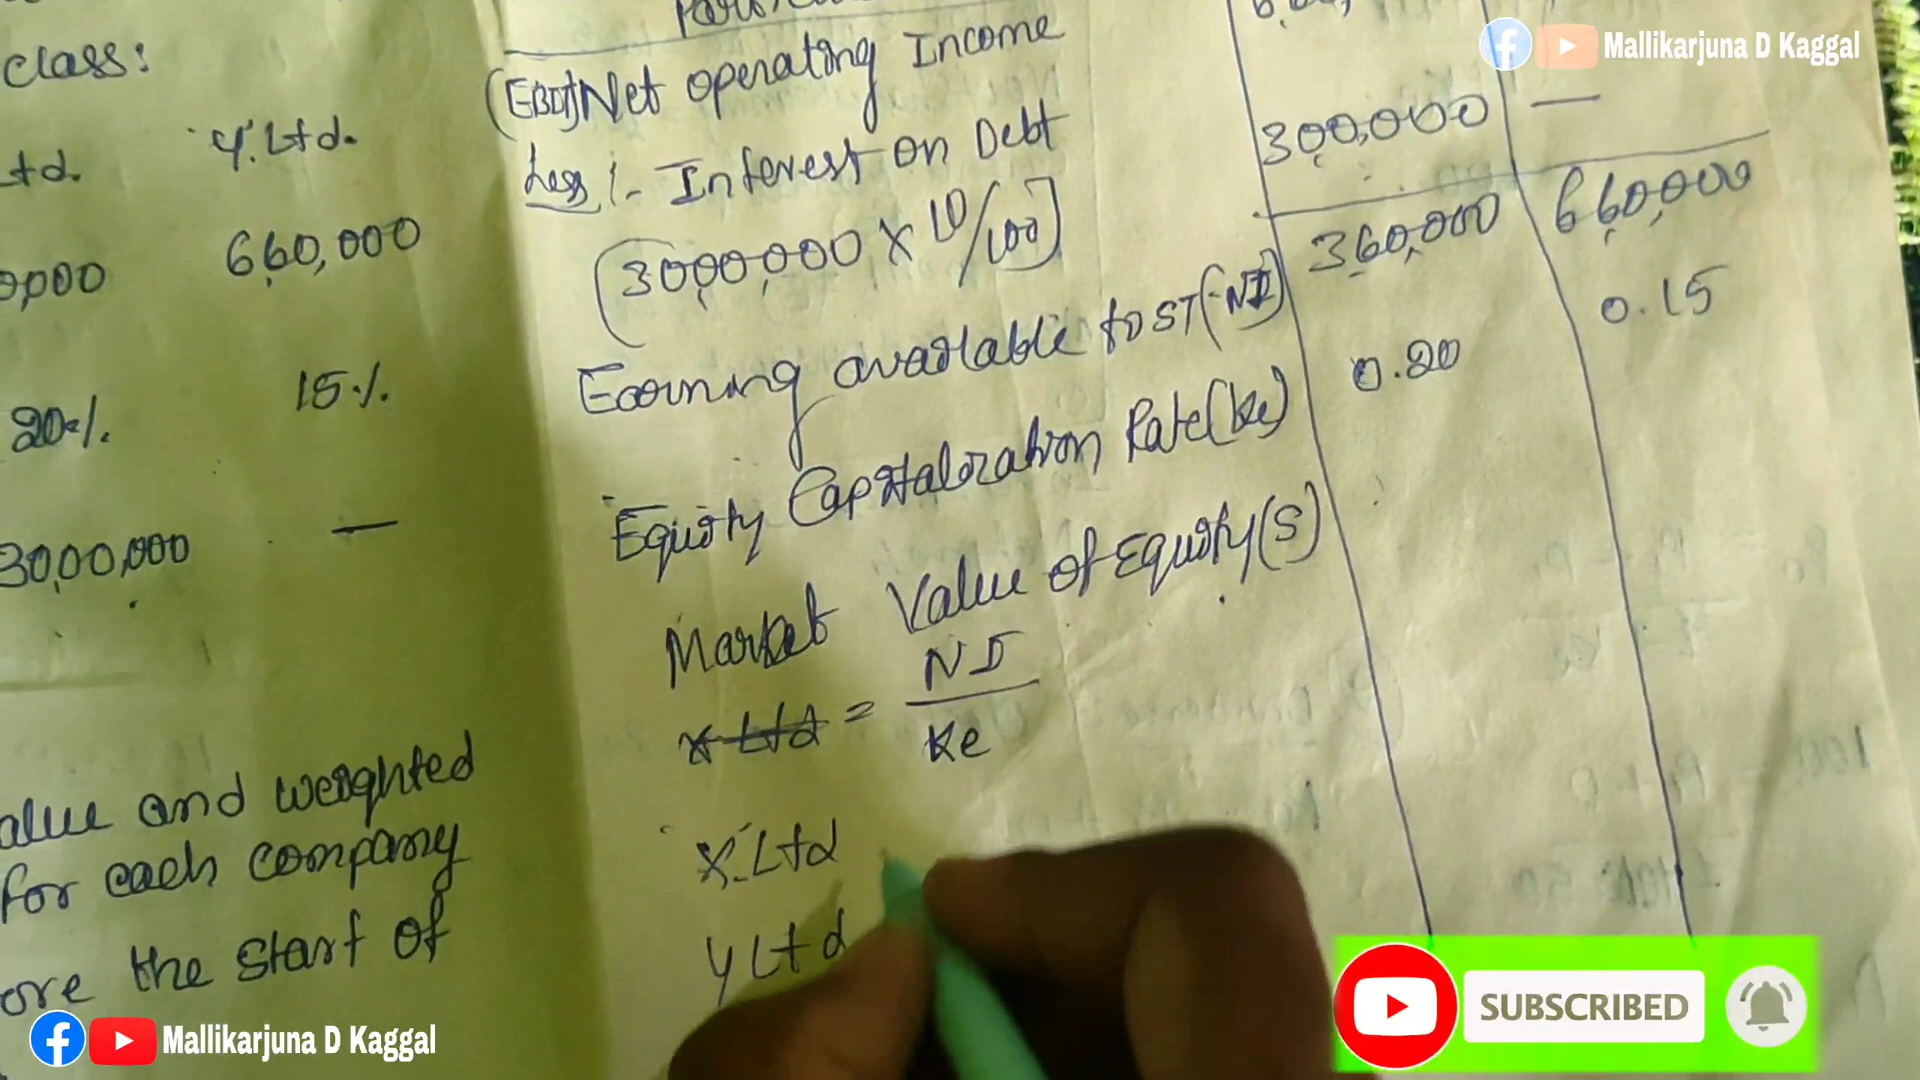 class:
td. Y.Ltd.
0,000 660,000
20%. 15%.
3000,000 —
alue and weighted
for each company
ore the start of
(EBIT) Net operating Income
Less:- Interest on Debt 300,000 —
(3000,000 x 10/100) 360,000 660,000
Earning available to ST(-NI) 0.20 0.15
Equity Capitalization Rate(Ke)
Market Value of Equity(S)
X Ltd = NI
Ke
X.Ltd
Y Ltd
Mallikarjuna D Kaggal
Mallikarjuna D Kaggal
SUBSCRIBED